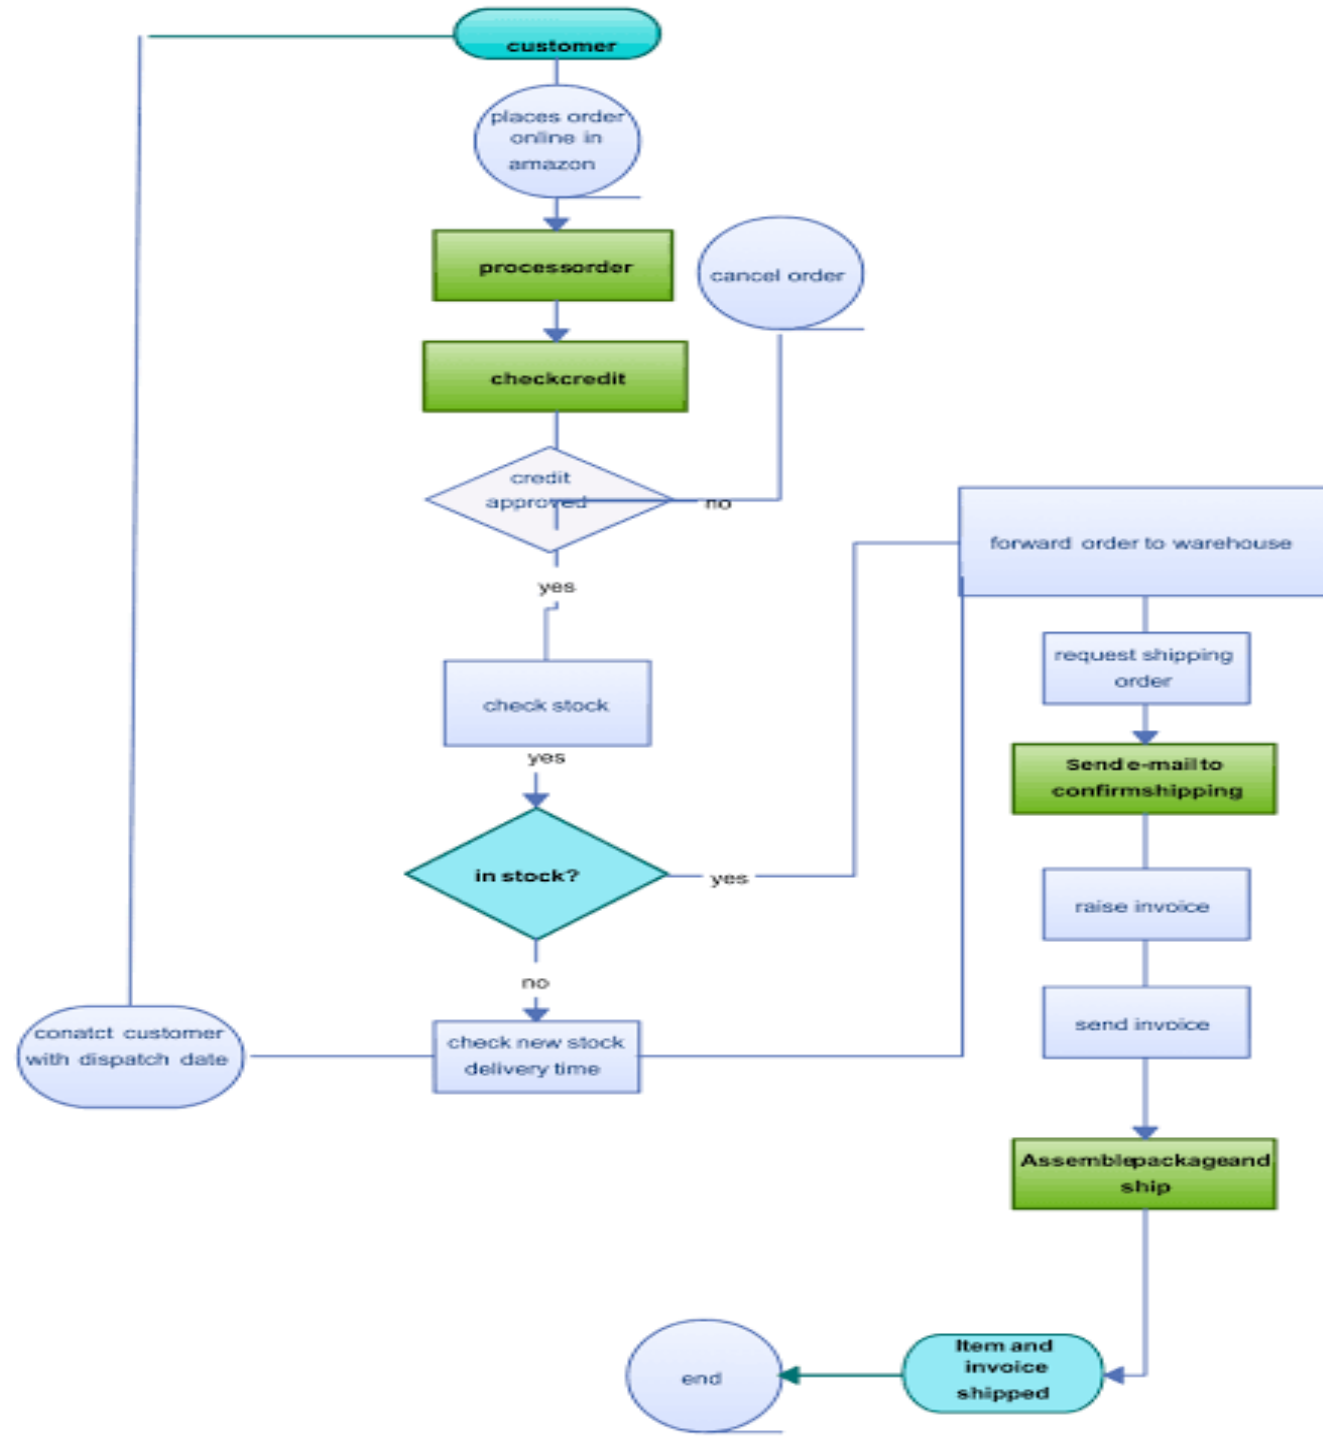 customer
places order
online in
amazon
processorder
cancel order
checkcredit
credit
approved
no
yes
forward order to warehouse
request shipping
order
check stock
yes
Send e-mail to
confirmshipping
in stock?
yes
raise invoice
no
send invoice
conatct customer
with dispatch date
check new stock
delivery time
Assemblepackageand
ship
Item and
invoice
shipped
end